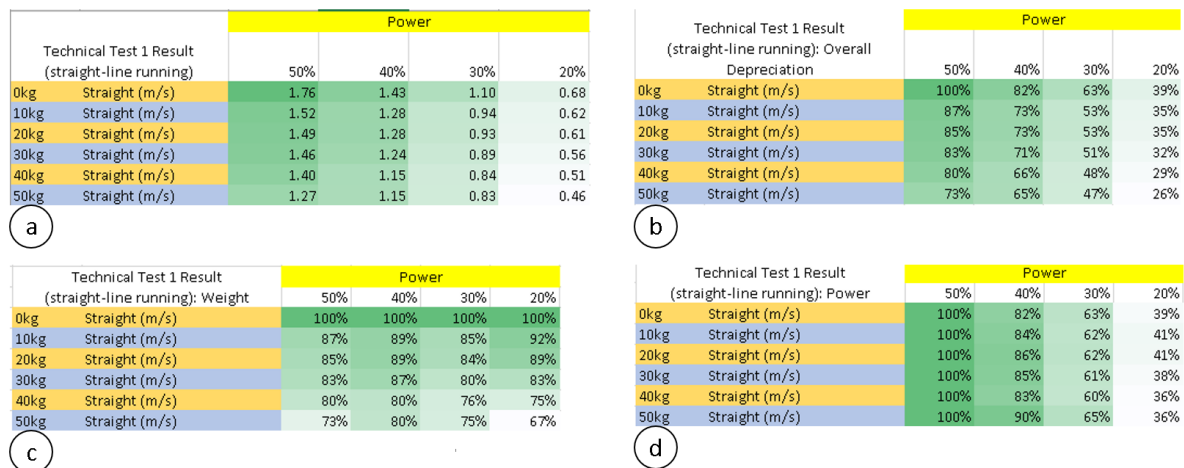 Power
Technical Test 1 Result
(straight-line running) 50% 40% 30% 20%
0kg Straight (m/s) 1.76 1.43 1.10 0.68
10kg Straight (m/s) 1.52 1.28 0.94 0.62
20kg Straight (m/s) 1.49 1.28 0.93 0.61
30kg Straight (m/s) 1.46 1.24 0.89 0.56
40kg Straight (m/s) 1.40 1.15 0.84 0.51
50kg Straight (m/s) 1.27 1.15 0.83 0.46
a
Power
Technical Test 1 Result
(straight-line running): Overall
Depreciation 50% 40% 30% 20%
0kg Straight (m/s) 100% 82% 63% 39%
10kg Straight (m/s) 87% 73% 53% 35%
20kg Straight (m/s) 85% 73% 53% 35%
30kg Straight (m/s) 83% 71% 51% 32%
40kg Straight (m/s) 80% 66% 48% 29%
50kg Straight (m/s) 73% 65% 47% 26%
b
Technical Test 1 Result Power
(straight-line running): Weight 50% 40% 30% 20%
0kg Straight (m/s) 100% 100% 100% 100%
10kg Straight (m/s) 87% 89% 85% 92%
20kg Straight (m/s) 85% 89% 84% 89%
30kg Straight (m/s) 83% 87% 80% 83%
40kg Straight (m/s) 80% 80% 76% 75%
50kg Straight (m/s) 73% 80% 75% 67%
c
Technical Test 1 Result Power
(straight-line running): Power 50% 40% 30% 20%
0kg Straight (m/s) 100% 82% 63% 39%
10kg Straight (m/s) 100% 84% 62% 41%
20kg Straight (m/s) 100% 86% 62% 41%
30kg Straight (m/s) 100% 85% 61% 38%
40kg Straight (m/s) 100% 83% 60% 36%
50kg Straight (m/s) 100% 90% 65% 36%
d